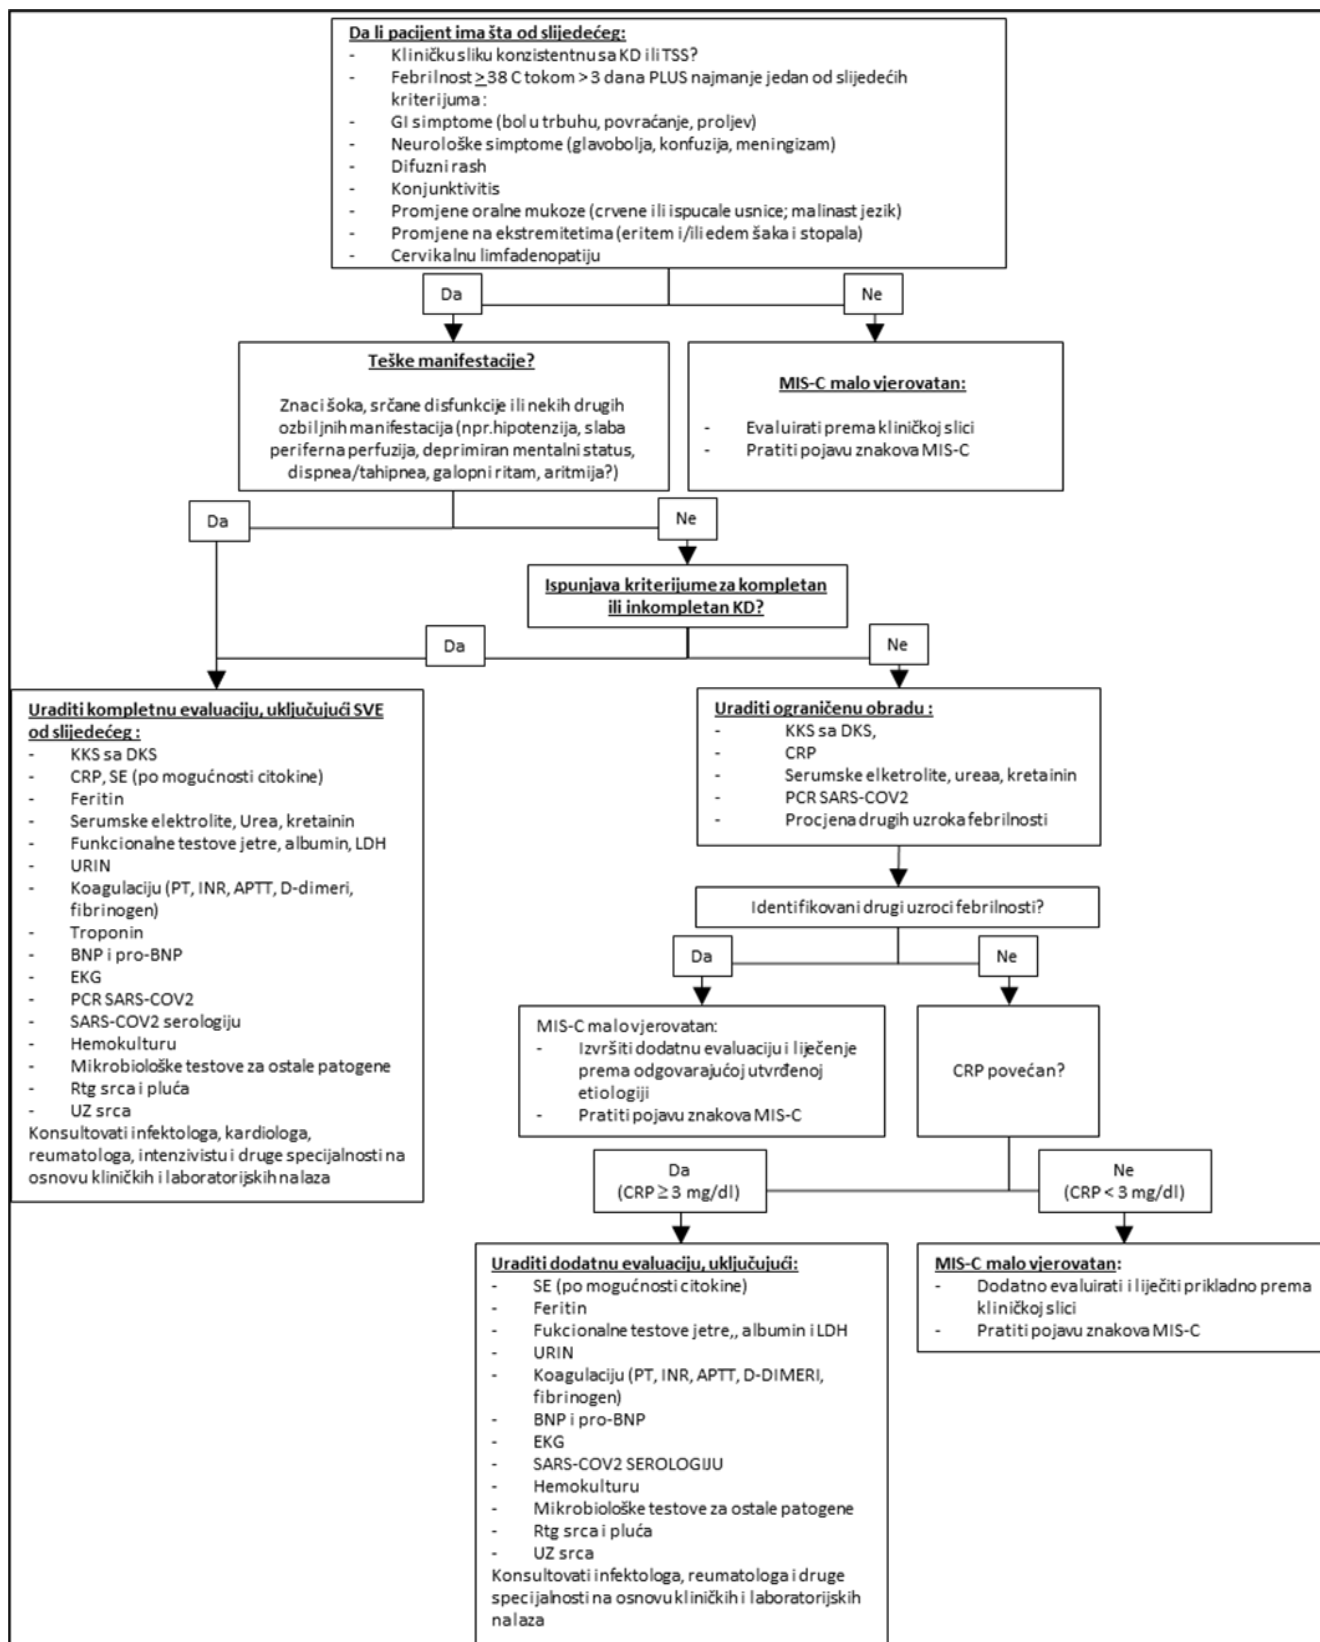 Da li pacijent ima šta od slijedećeg:
- Kliničku sliku konzistentnu sa KD ili TSS?
- Febrilnost ≥38 C tokom > 3 dana PLUS najmanje jedan od slijedećih
kriterijuma :
- GI simptome (bol u trbuhu, povraćanje, proljev)
- Neurološke simptome (glavobolja, konfuzija, meningizam)
- Difuzni rash
- Konjunktivitis
- Promjene oralne mukoze (crvene ili ispucale usnice; malinast jezik)
- Promjene na ekstremitetima (eritem i/ili edem šaka i stopala)
- Cervikalnu limfadenopatiju
Da
Ne
Teške manifestacije?
Znaci šoka, srčane disfunkcije ili nekih drugih
ozbiljnih manifestacija (npr.hipotenzija, slaba
periferna perfuzija, deprimiran mentalni status,
dispnea/tahipnea, galopni ritam, aritmija?)
MIS-C malo vjerovatan:
- Evaluirati prema kliničkoj slici
- Pratiti pojavu znakova MIS-C
Da
Ne
Ispunjava kriterijume za kompletan
ili inkompletan KD?
Da
Ne
Uraditi kompletnu evaluaciju, uključujući SVE
od slijedećeg :
- KKS sa DKS
- CRP, SE (po mogućnosti citokine)
- Feritin
- Serumske elektrolite, Urea, kretainin
- Funkcionalne testove jetre, albumin, LDH
- URIN
- Koagulaciju (PT, INR, APTT, D-dimeri,
fibrinogen)
- Troponin
- BNP i pro-BNP
- EKG
- PCR SARS-COV2
- SARS-COV2 serologiju
- Hemokulturu
- Mikrobiološke testove za ostale patogene
- Rtg srca i pluća
- UZ srca
Konsultovati infektologa, kardiologa,
reumatologa, intenzivistu i druge specijalnosti na
osnovu kliničkih i laboratorijskih nalaza
Uraditi ograničenu obradu :
- KKS sa DKS,
- CRP
- Serumske elketrolite, ureaa, kretainin
- PCR SARS-COV2
- Procjena drugih uzroka febrilnosti
Identifikovani drugi uzroci febrilnosti?
Da
Ne
MIS-C malo vjerovatan:
- Izvršiti dodatnu evaluaciju i liječenje
prema odgovarajućoj utvrđenoj
etiologiji
- Pratiti pojavu znakova MIS-C
CRP povećan?
Da
(CRP ≥ 3 mg/dl)
Ne
(CRP < 3 mg/dl)
Uraditi dodatnu evaluaciju, uključujući:
- SE (po mogućnosti citokine)
- Feritin
- Fukcionalne testove jetre,, albumin i LDH
- URIN
- Koagulaciju (PT, INR, APTT, D-DIMERI,
fibrinogen)
- BNP i pro-BNP
- EKG
- SARS-COV2 SEROLOGIJU
- Hemokulturu
- Mikrobiološke testove za ostale patogene
- Rtg srca i pluća
- UZ srca
Konsultovati infektologa, reumatologa i druge
specijalnosti na osnovu kliničkih i laboratorijskih
nalaza
MIS-C malo vjerovatan:
- Dodatno evaluirati i liječiti prikladno prema
kliničkoj slici
- Pratiti pojavu znakova MIS-C